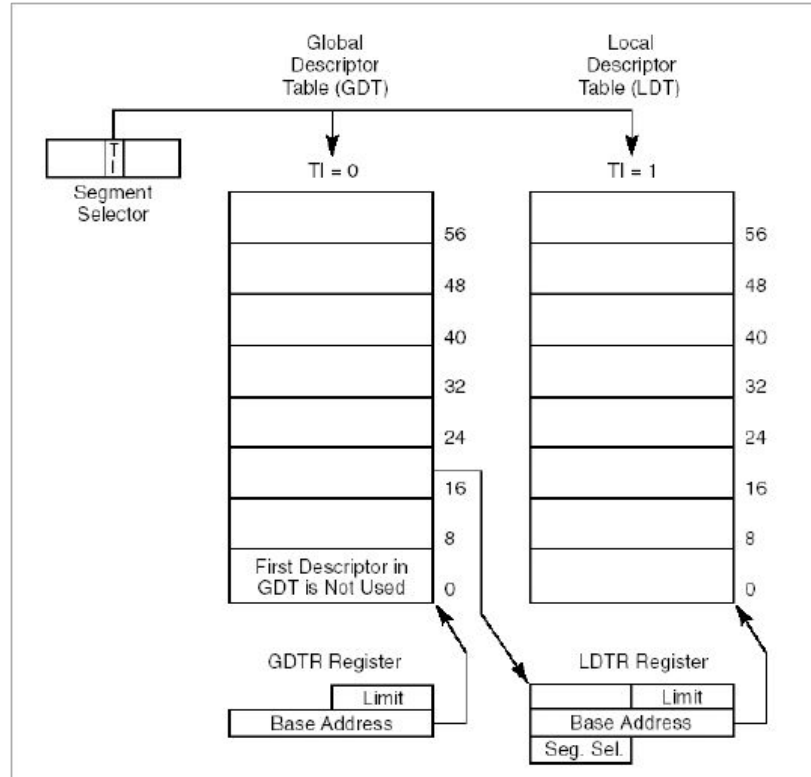 Global
Descriptor
Table (GDT)
Local
Descriptor
Table (LDT)
T
I
Segment
Selector
TI = 0
TI = 1
56
48
40
32
24
16
8
0
First Descriptor in
GDT is Not Used
56
48
40
32
24
16
8
0
GDTR Register
Limit
Base Address
LDTR Register
Limit
Base Address
Seg. Sel.